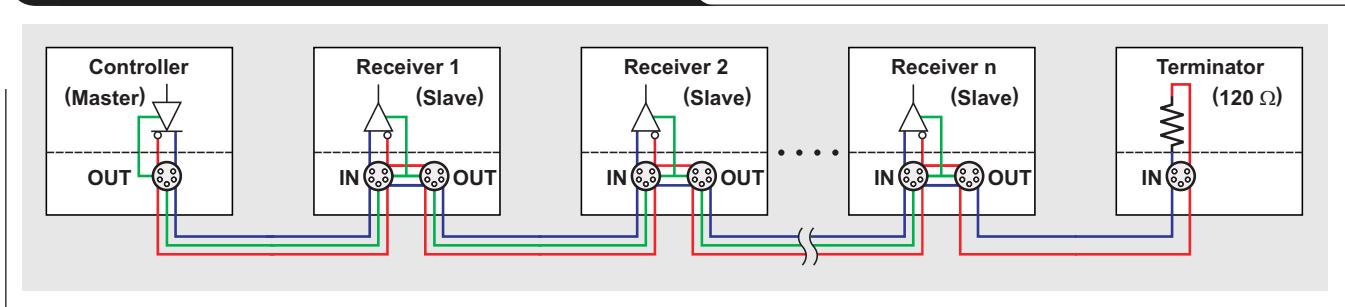 Controller
(Master)
OUT
Receiver 1
(Slave)
IN OUT
Receiver 2
(Slave)
IN OUT
Receiver n
(Slave)
IN OUT
Terminator
(120 Ω)
IN